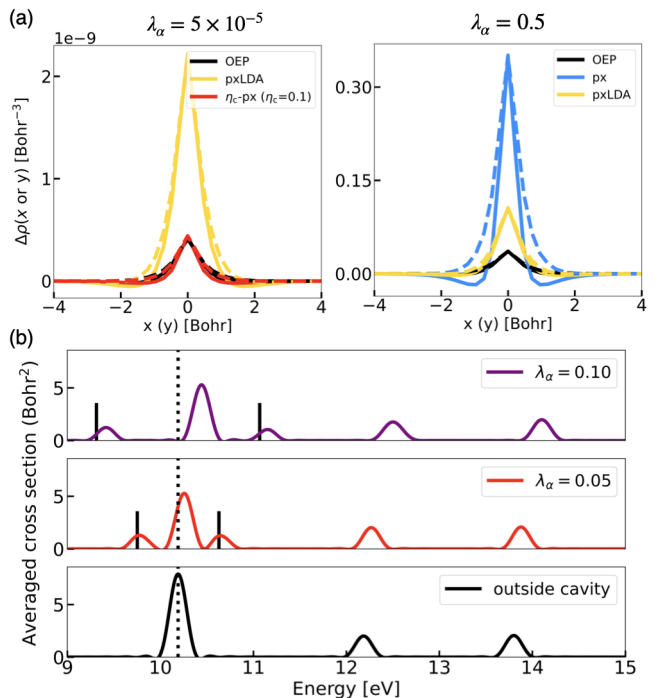 (a)
λα = 5 × 10⁻⁵
λα = 0.5
1e−9
OEP
pxLDA
ηc-px (ηc=0.1)
OEP
px
pxLDA
Δρ(x or y) [Bohr⁻³]
2
1
0
0.30
0.15
0.00
−4 −2 0 2 4
−4 −2 0 2 4
x (y) [Bohr]
x (y) [Bohr]
(b)
Averaged cross section (Bohr²)
5
0
λα = 0.10
5
0
λα = 0.05
5
0
outside cavity
9 10 11 12 13 14 15
Energy [eV]